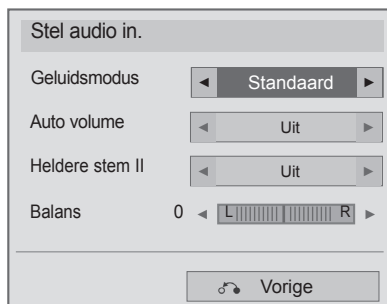 Stel audio in.
Geluidsmodus ◄ Standaard ►
Auto volume ◄ Uit ►
Heldere stem II ◄ Uit ►
Balans 0 ◄ L R ►
Vorige